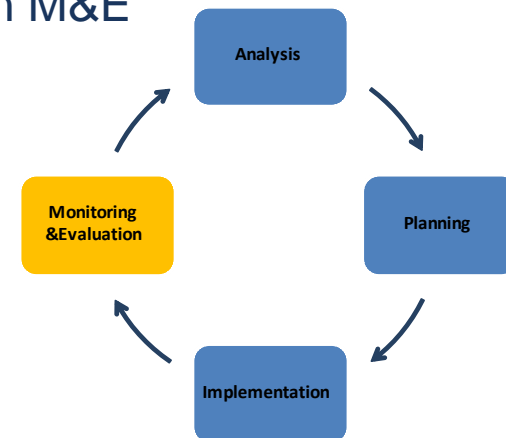 M&E
Analysis
Monitoring
&Evaluation
Planning
Implementation